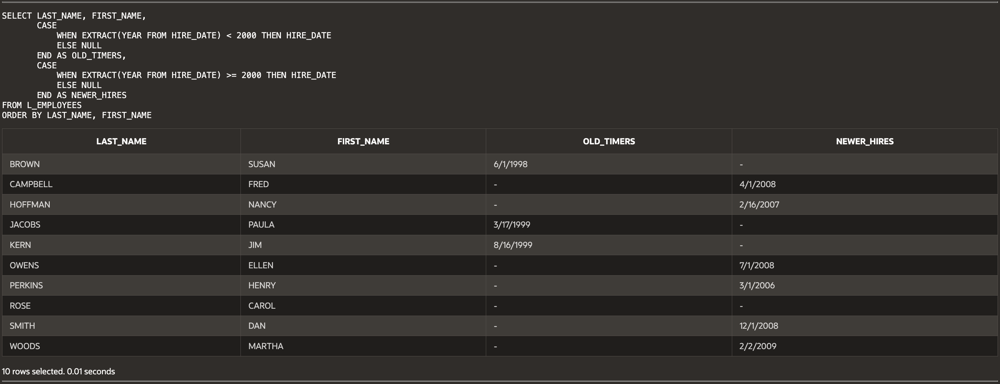 SELECT LAST_NAME, FIRST_NAME,
       CASE
           WHEN EXTRACT(YEAR FROM HIRE_DATE) < 2000 THEN HIRE_DATE
           ELSE NULL
       END AS OLD_TIMERS,
       CASE
           WHEN EXTRACT(YEAR FROM HIRE_DATE) >= 2000 THEN HIRE_DATE
           ELSE NULL
       END AS NEWER_HIRES
FROM L_EMPLOYEES
ORDER BY LAST_NAME, FIRST_NAME
LAST_NAME FIRST_NAME OLD_TIMERS NEWER_HIRES
BROWN SUSAN 6/1/1998 -
CAMPBELL FRED - 4/1/2008
HOFFMAN NANCY - 2/16/2007
JACOBS PAULA 3/17/1999 -
KERN JIM 8/16/1999 -
OWENS ELLEN - 7/1/2008
PERKINS HENRY - 3/1/2006
ROSE CAROL - -
SMITH DAN - 12/1/2008
WOODS MARTHA - 2/2/2009
10 rows selected. 0.01 seconds